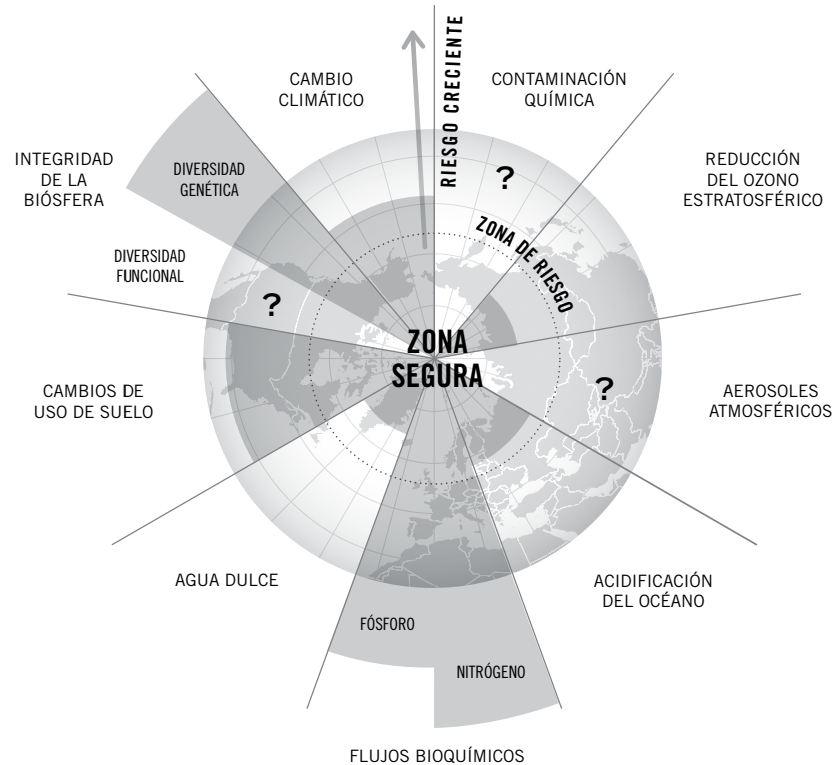 CAMBIO
CLIMÁTICO
RIESGO CRECIENTE
CONTAMINACIÓN
QUÍMICA
?
INTEGRIDAD
DE LA
BIÓSFERA
DIVERSIDAD
GENÉTICA
REDUCCIÓN
DEL OZONO
ESTRATOSFÉRICO
DIVERSIDAD
FUNCIONAL
?
ZONA DE RIESGO
ZONA
SEGURA
CAMBIOS DE
USO DE SUELO
?
AEROSOLES
ATMOSFÉRICOS
AGUA DULCE
ACIDIFICACIÓN
DEL OCÉANO
FÓSFORO
NITRÓGENO
FLUJOS BIOQUÍMICOS